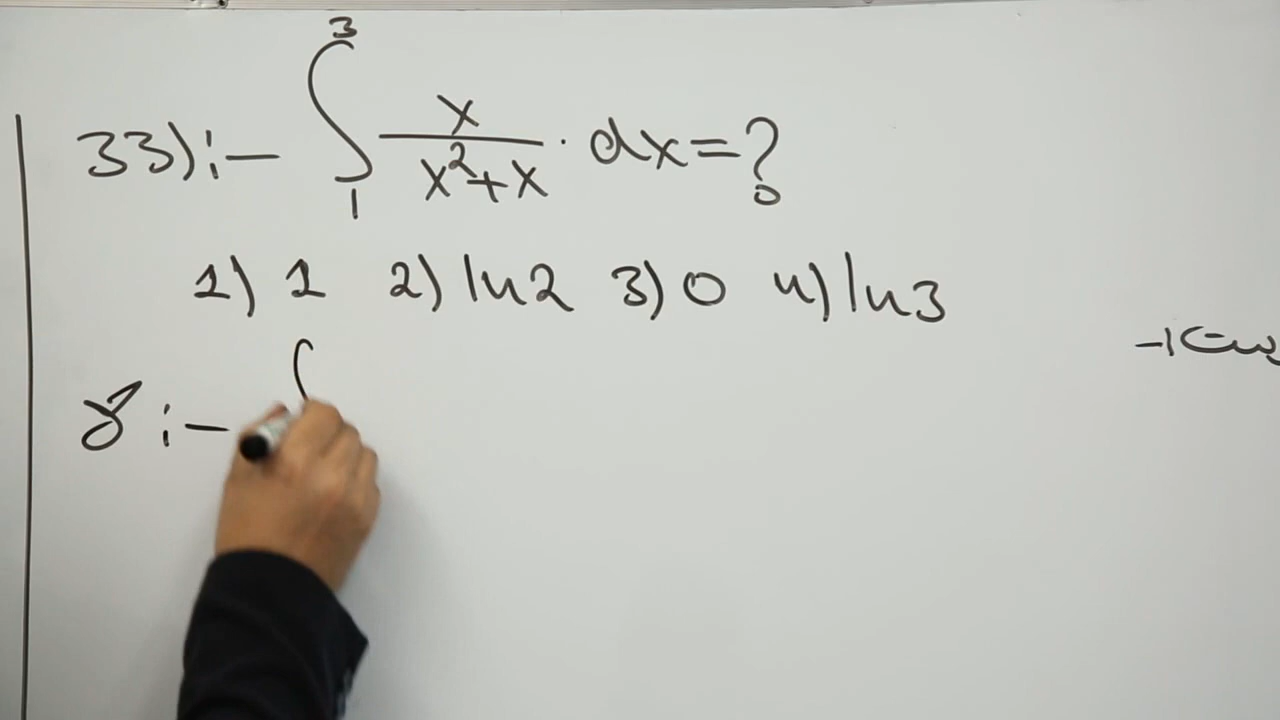 33):- ∫₁³ x/(x²+x) · dx = ?
1) 1 2) ln2 3) 0 4) ln3
:- ∫